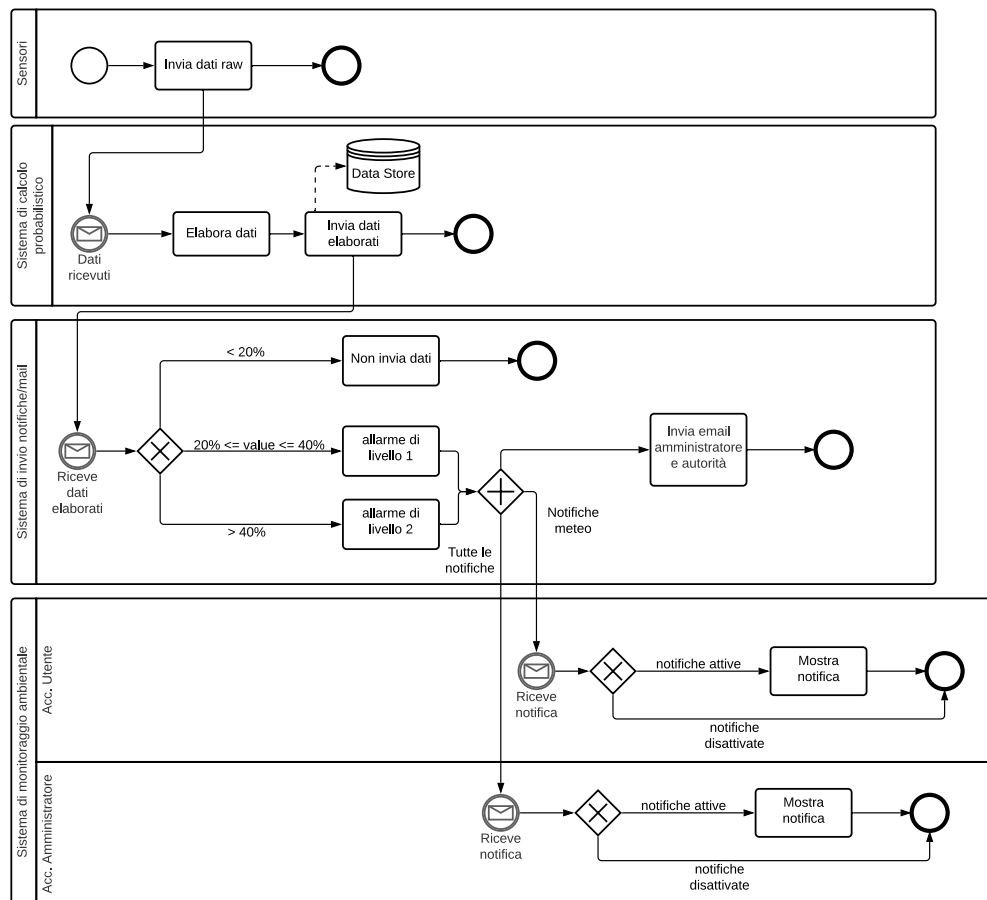 Sensori
Invia dati raw
Sistema di calcolo
probabilistico
Data Store
Dati
ricevuti
Elabora dati
Invia dati
elaborati
Sistema di invio notifiche/mail
< 20%
Non invia dati
Riceve
dati
elaborati
20% <= value <= 40%
allarme di
livello 1
Invia email
amministratore
e autorità
> 40%
allarme di
livello 2
Notifiche
meteo
Tutte le
notifiche
Sistema di monitoraggio ambientale
Acc. Utente
Riceve
notifica
notifiche attive
Mostra
notifica
notifiche
disattivate
Acc. Amministratore
Riceve
notifica
notifiche attive
Mostra
notifica
notifiche
disattivate